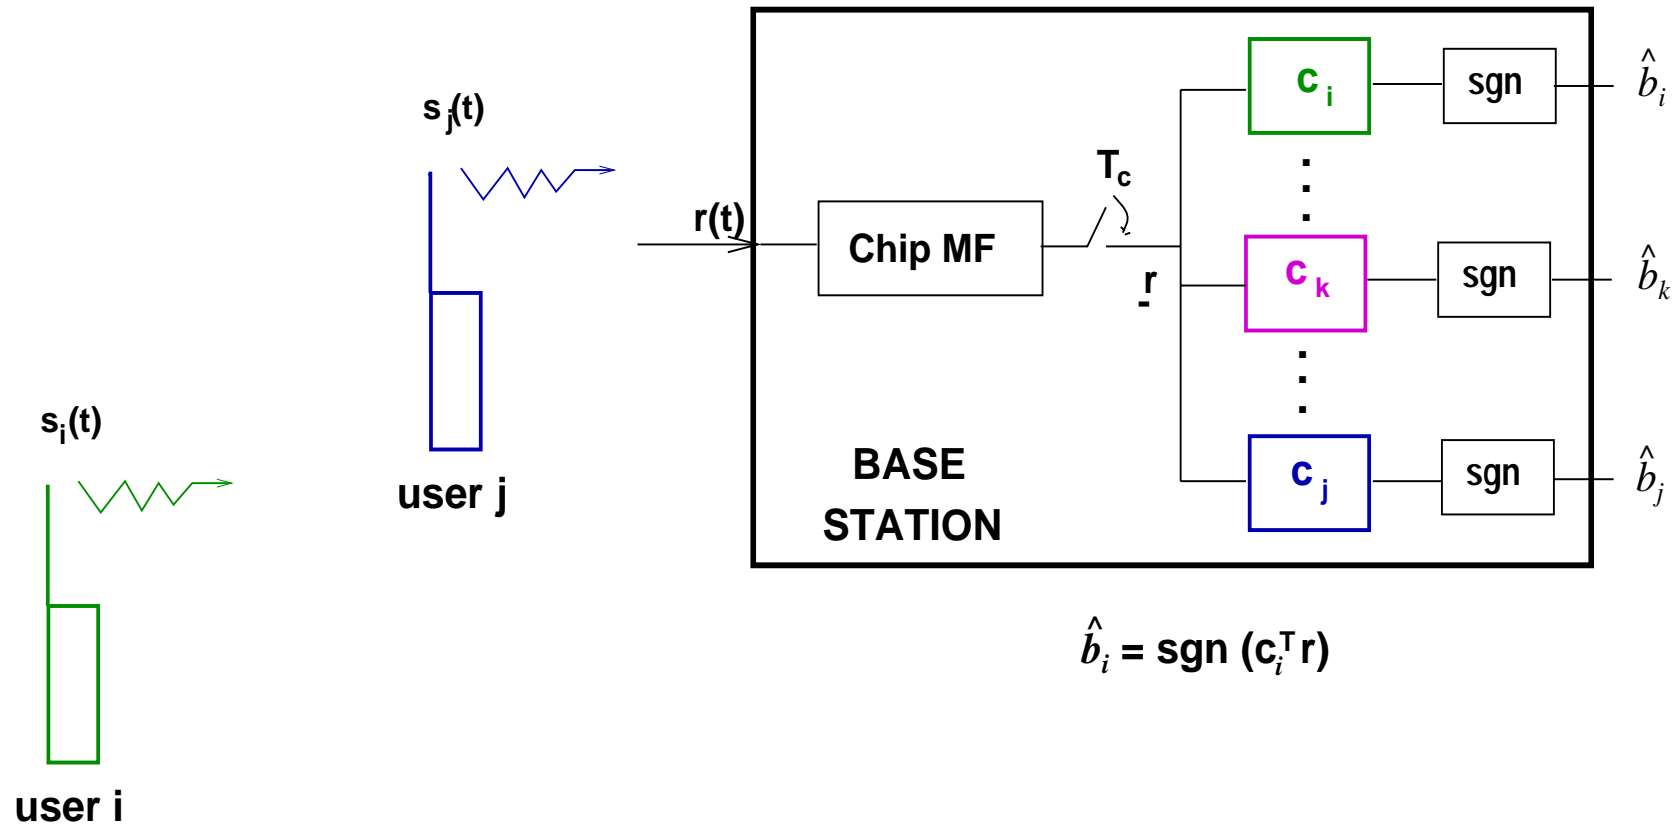 s_j(t)
s_i(t)
user j
user i
r(t)
Chip MF
T_c
r
c_i
sgn
b̂_i
c_k
sgn
b̂_k
c_j
sgn
b̂_j
BASE
STATION
b̂_i = sgn (c_i^T r)